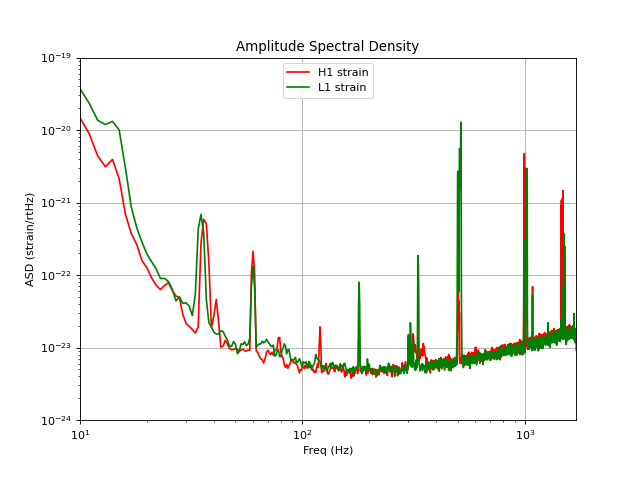 Amplitude Spectral Density
H1 strain
L1 strain
10⁻¹⁹
10⁻²⁰
10⁻²¹
10⁻²²
10⁻²³
10⁻²⁴
ASD (strain/rtHz)
10¹ 10² 10³
Freq (Hz)